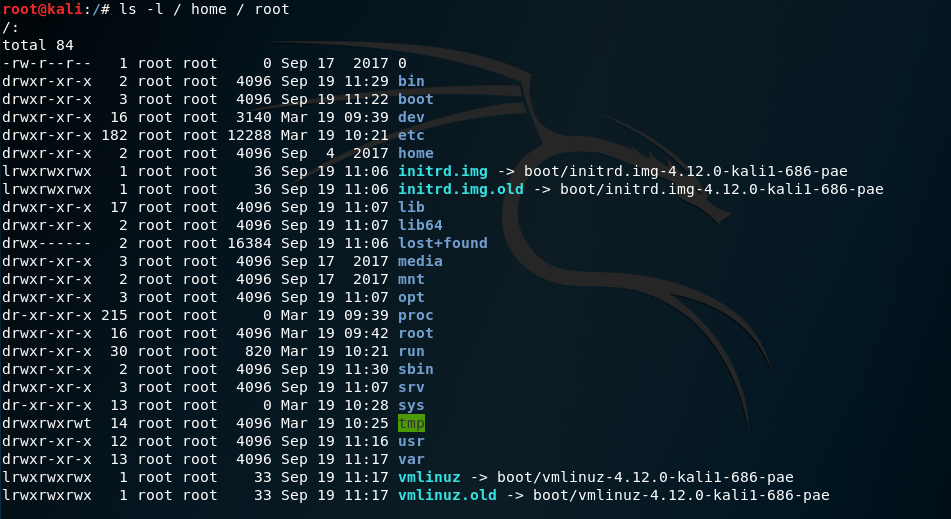 root@kali:/# ls -l / home / root
/:
total 84
-rw-r--r--   1 root root     0 Sep 17  2017 0
drwxr-xr-x   2 root root  4096 Sep 19 11:29 bin
drwxr-xr-x   3 root root  4096 Sep 19 11:22 boot
drwxr-xr-x  16 root root  3140 Mar 19 09:39 dev
drwxr-xr-x 182 root root 12288 Mar 19 10:21 etc
drwxr-xr-x   2 root root  4096 Sep  4  2017 home
lrwxrwxrwx   1 root root    36 Sep 19 11:06 initrd.img -> boot/initrd.img-4.12.0-kali1-686-pae
lrwxrwxrwx   1 root root    36 Sep 19 11:06 initrd.img.old -> boot/initrd.img-4.12.0-kali1-686-pae
drwxr-xr-x  17 root root  4096 Sep 19 11:07 lib
drwxr-xr-x   2 root root  4096 Sep 19 11:07 lib64
drwx------   2 root root 16384 Sep 19 11:06 lost+found
drwxr-xr-x   3 root root  4096 Sep 17  2017 media
drwxr-xr-x   2 root root  4096 Sep 17  2017 mnt
drwxr-xr-x   3 root root  4096 Sep 19 11:07 opt
dr-xr-xr-x 215 root root     0 Mar 19 09:39 proc
drwxr-xr-x  16 root root  4096 Mar 19 09:42 root
drwxr-xr-x  30 root root   820 Mar 19 10:21 run
drwxr-xr-x   2 root root  4096 Sep 19 11:30 sbin
drwxr-xr-x   3 root root  4096 Sep 19 11:07 srv
dr-xr-xr-x  13 root root     0 Mar 19 10:28 sys
drwxrwxrwt  14 root root  4096 Mar 19 10:25 tmp
drwxr-xr-x  12 root root  4096 Sep 19 11:16 usr
drwxr-xr-x  13 root root  4096 Sep 19 11:17 var
lrwxrwxrwx   1 root root    33 Sep 19 11:17 vmlinuz -> boot/vmlinuz-4.12.0-kali1-686-pae
lrwxrwxrwx   1 root root    33 Sep 19 11:17 vmlinuz.old -> boot/vmlinuz-4.12.0-kali1-686-pae